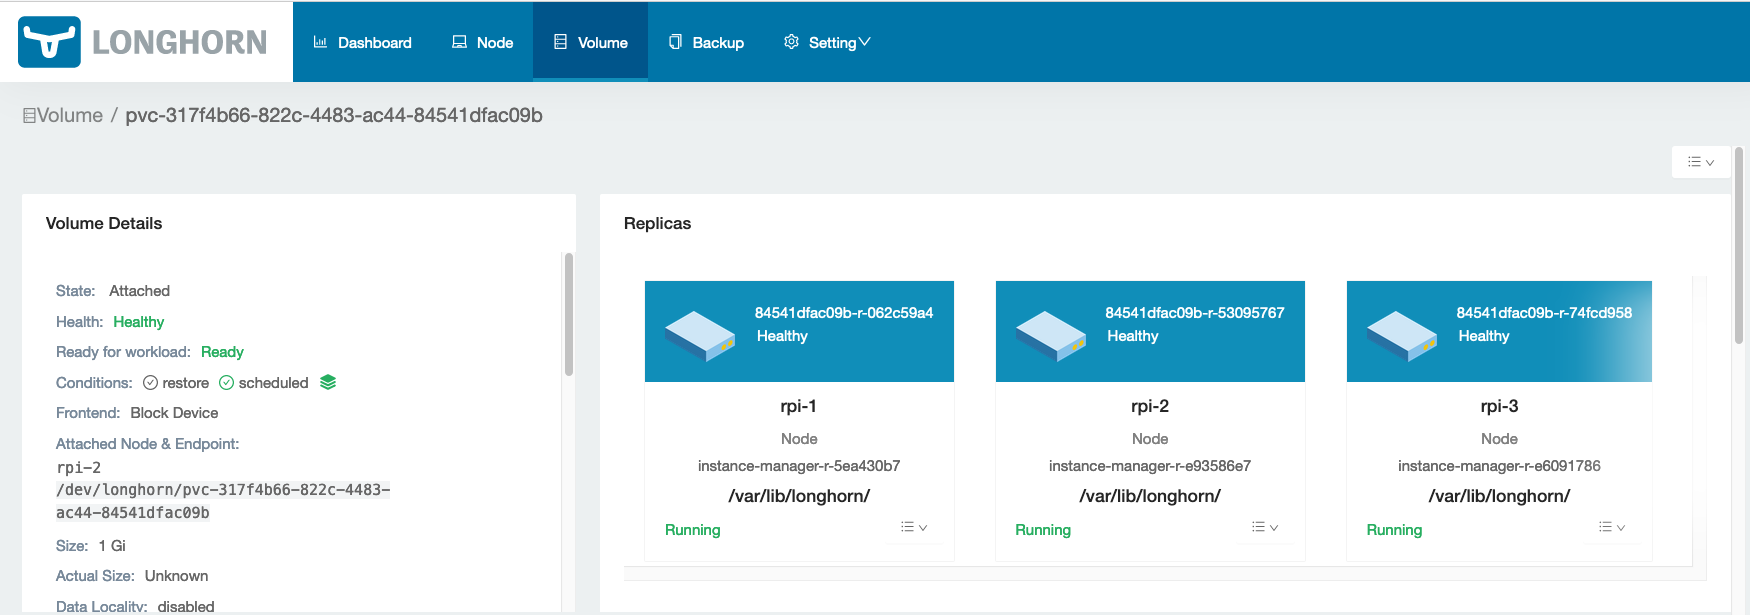 LONGHORN
Dashboard Node Volume Backup Setting
Volume / pvc-317f4b66-822c-4483-ac44-84541dfac09b
Volume Details
State: Attached
Health: Healthy
Ready for workload: Ready
Conditions: restore scheduled
Frontend: Block Device
Attached Node & Endpoint:
rpi-2
/dev/longhorn/pvc-317f4b66-822c-4483-
ac44-84541dfac09b
Size: 1 Gi
Actual Size: Unknown
Data Locality: disabled
Replicas
84541dfac09b-r-062c59a4
Healthy
rpi-1
Node
instance-manager-r-5ea430b7
/var/lib/longhorn/
Running
84541dfac09b-r-53095767
Healthy
rpi-2
Node
instance-manager-r-e93586e7
/var/lib/longhorn/
Running
84541dfac09b-r-74fcd958
Healthy
rpi-3
Node
instance-manager-r-e6091786
/var/lib/longhorn/
Running